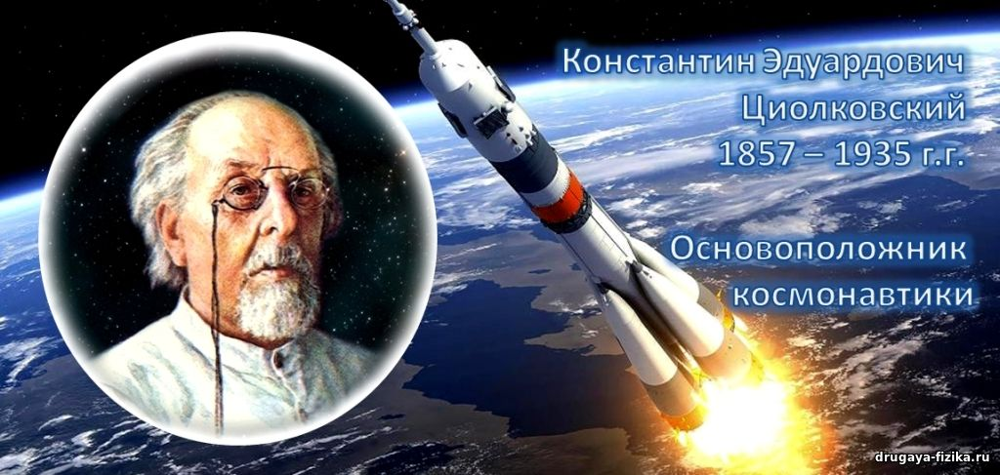 Константин Эдуардович
Циолковский
1857 – 1935 г.г.
Основоположник
космонавтики
drugaya-fizika.ru